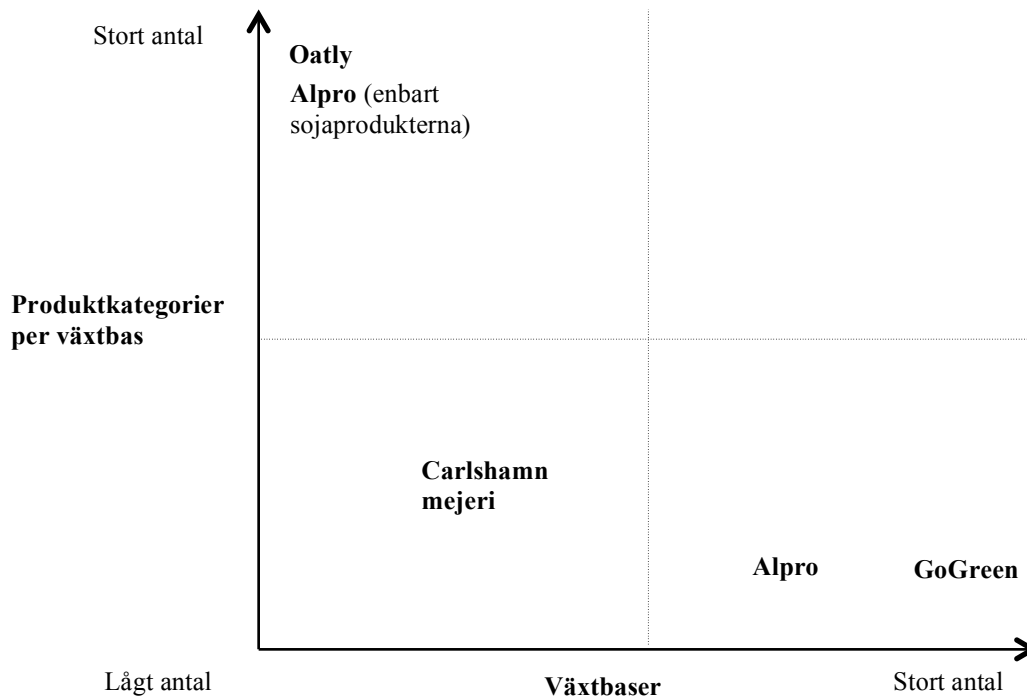 Stort antal
Oatly
Alpro (enbart
sojaprodukterna)
Produktkategorier
per växtbas
Carlshamn
mejeri
Alpro
GoGreen
Lågt antal
Växtbaser
Stort antal